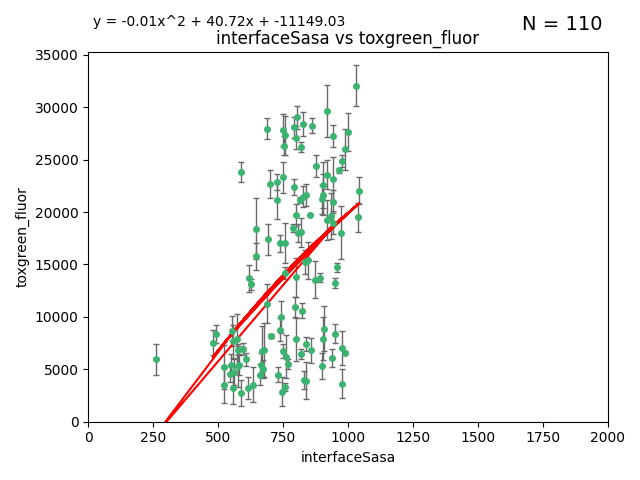 y = -0.01x^2 + 40.72x + -11149.03
N = 110
interfaceSasa vs toxgreen_fluor
35000
30000
25000
20000
15000
10000
5000
0
toxgreen_fluor
0 250 500 750 1000 1250 1500 1750 2000
interfaceSasa